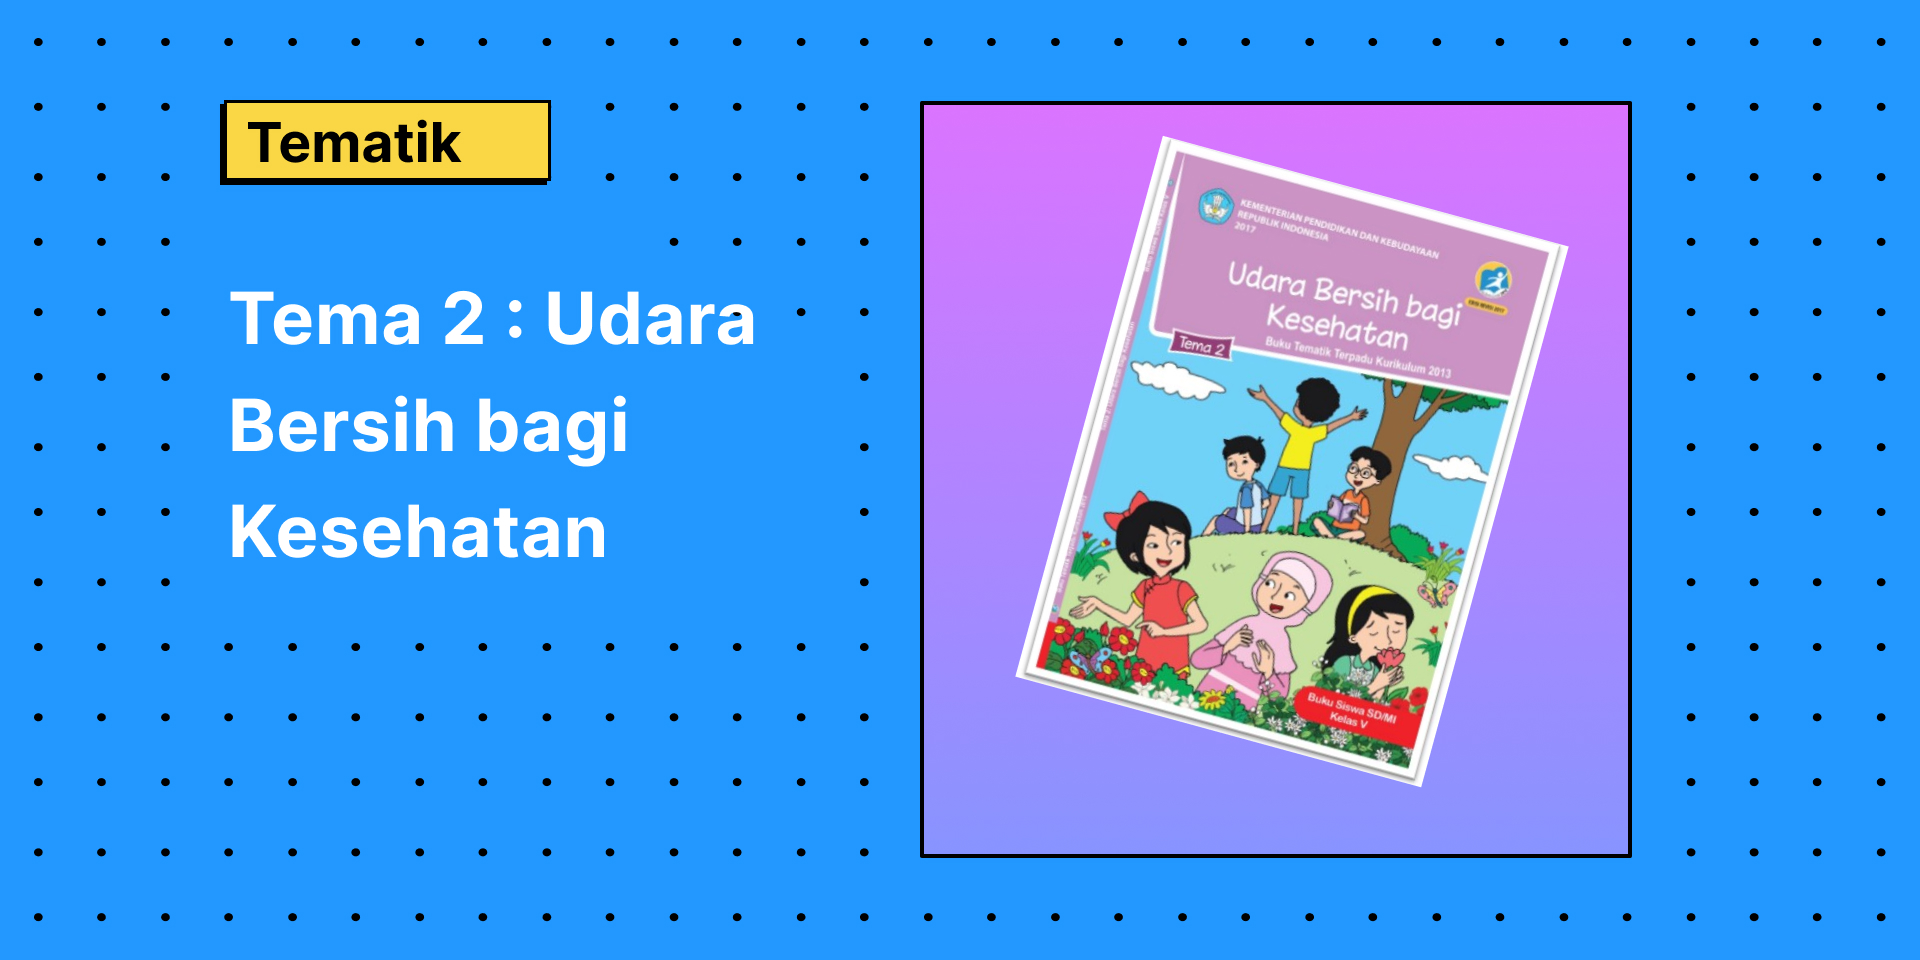 Tematik
Tema 2 : Udara
Bersih bagi
Kesehatan
KEMENTERIAN PENDIDIKAN DAN KEBUDAYAAN
REPUBLIK INDONESIA
2017
Udara Bersih bagi
Kesehatan
Buku Tematik Terpadu Kurikulum 2013
Tema 2
Buku Siswa SD/MI
Kelas V